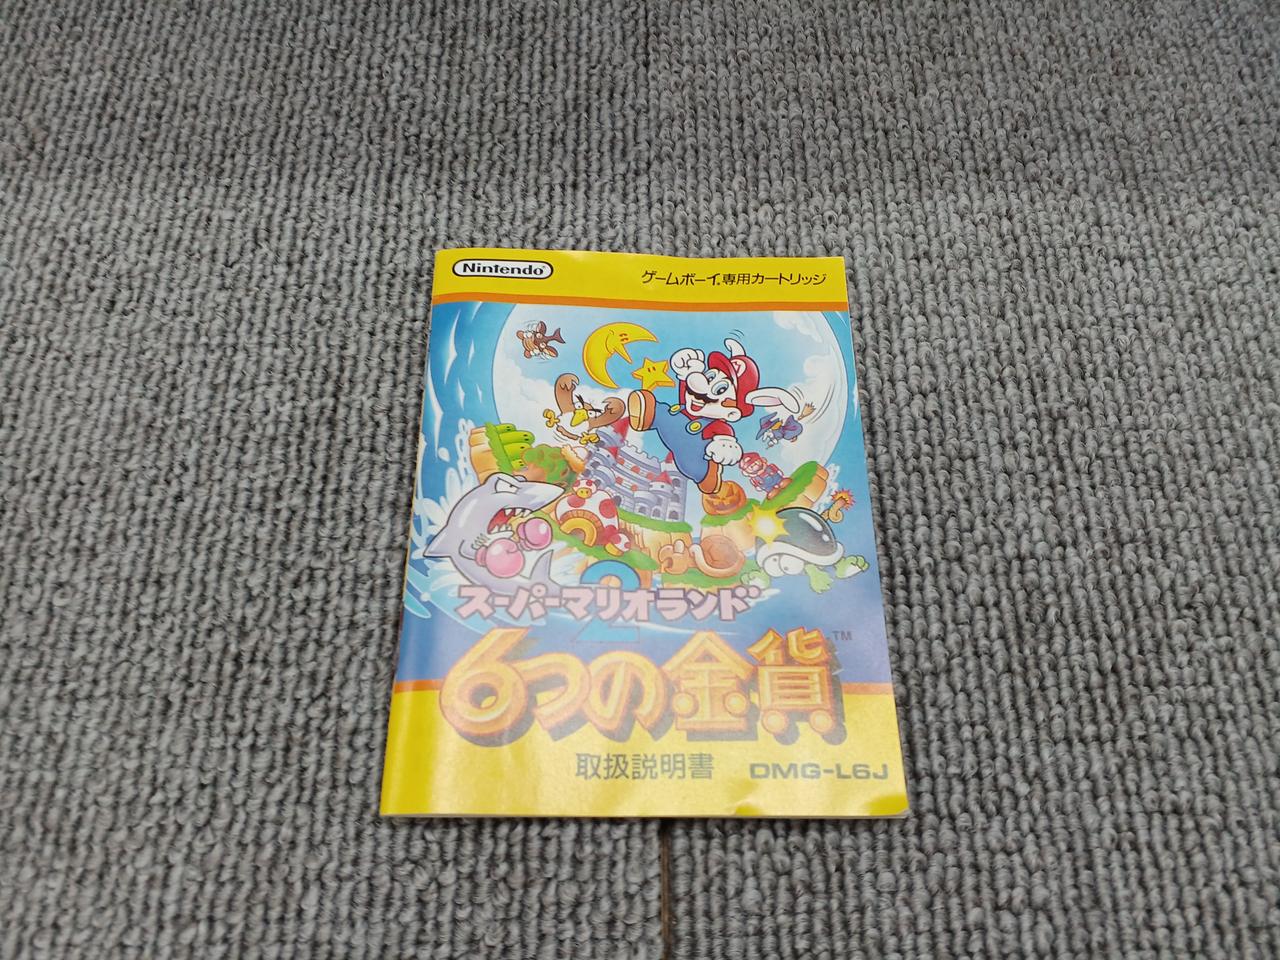 Nintendo®
ゲームボーイ®専用カートリッジ
スーパーマリオランド
2
6つの金貨™
取扱説明書 DMG-L6J